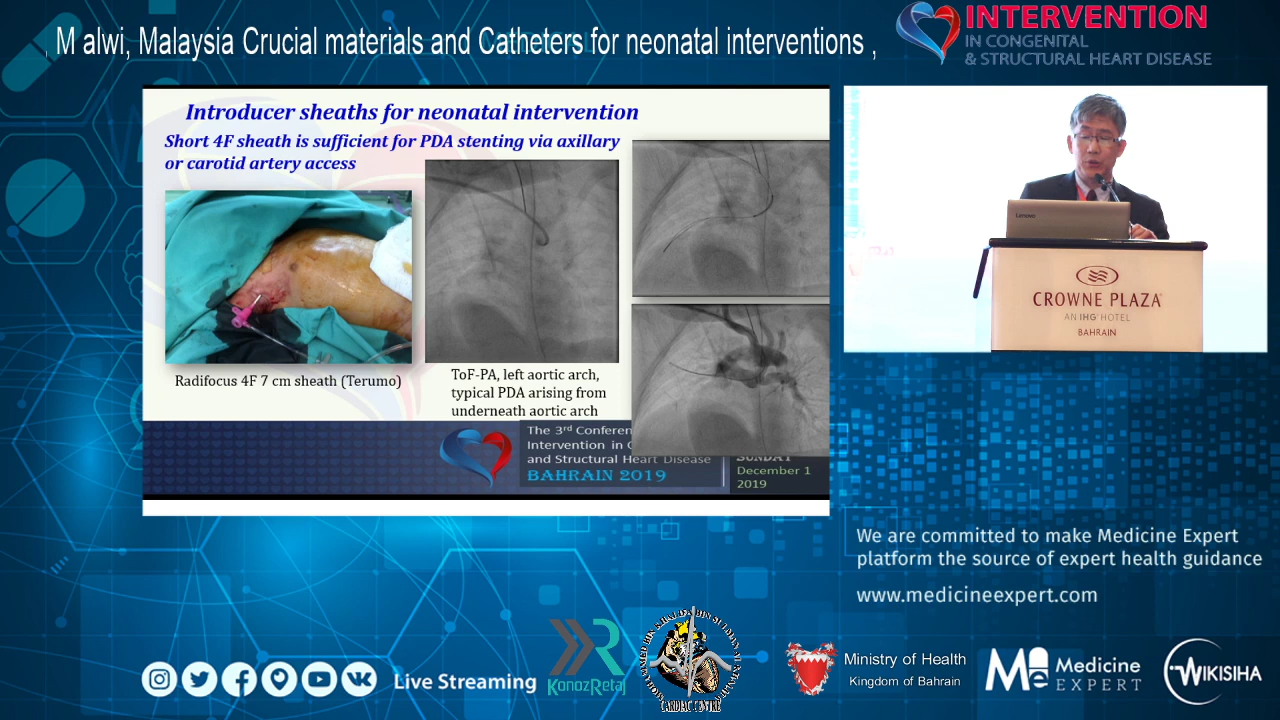 , M alwi, Malaysia Crucial materials and Catheters for neonatal interventions ,
INTERVENTION
IN CONGENITAL
& STRUCTURAL HEART DISEASE
Introducer sheaths for neonatal intervention
Short 4F sheath is sufficient for PDA stenting via axillary
or carotid artery access
Radifocus 4F 7 cm sheath (Terumo)
ToF-PA, left aortic arch,
typical PDA arising from
underneath aortic arch
The 3rd Conferen
Intervention in C
and Structural Heart Disease
BAHRAIN 2019
SUNDAY
December 1
2019
Lenovo
CROWNE PLAZA
AN IHG HOTEL
BAHRAIN
We are committed to make Medicine Expert
platform the source of expert health guidance
www.medicineexpert.com
Live Streaming
KanazRetaj
CARDIAC CENTRE
Ministry of Health
Kingdom of Bahrain
Me Medicine
EXPERT
WIKISIHA